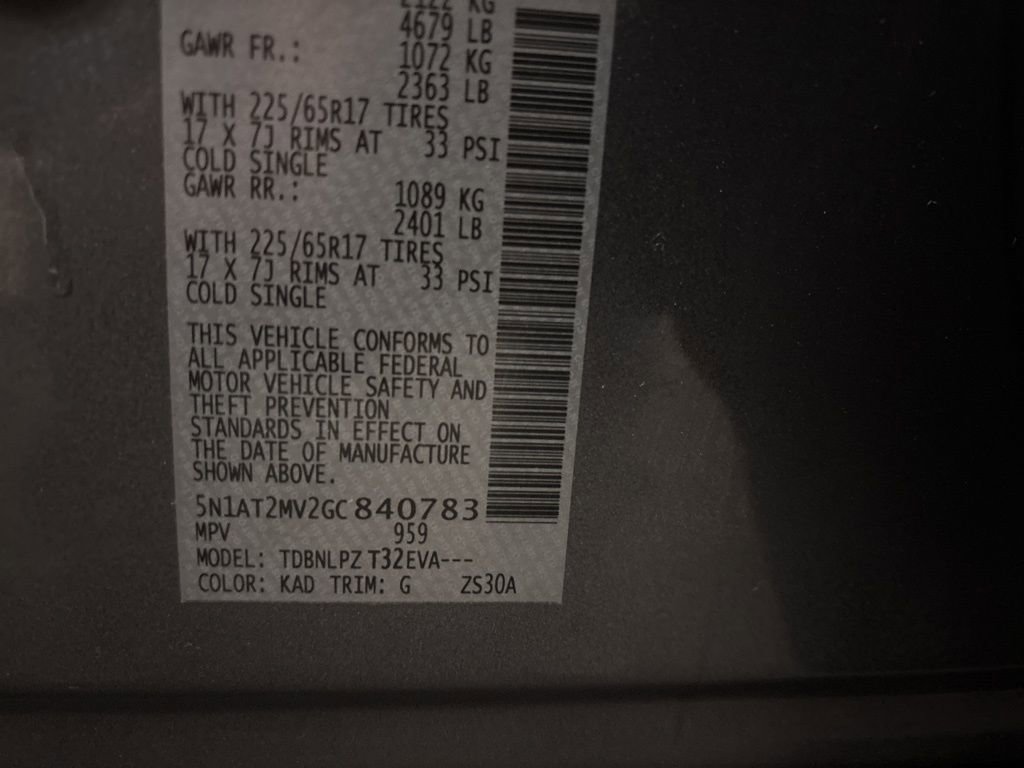 2122 KG
4679 LB
GAWR FR.: 1072 KG
2363 LB
WITH 225/65R17 TIRES
17 X 7J RIMS AT 33 PSI
COLD SINGLE
GAWR RR.: 1089 KG
2401 LB
WITH 225/65R17 TIRES
17 X 7J RIMS AT 33 PSI
COLD SINGLE
THIS VEHICLE CONFORMS TO
ALL APPLICABLE FEDERAL
MOTOR VEHICLE SAFETY AND
THEFT PREVENTION
STANDARDS IN EFFECT ON
THE DATE OF MANUFACTURE
SHOWN ABOVE.
5N1AT2MV2GC840783
MPV 959
MODEL: TDBNLPZ T32EVA---
COLOR: KAD TRIM: G ZS30A